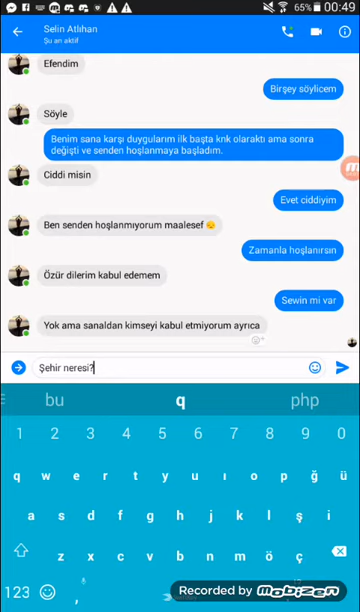 65% 00:49
Selin Atlıhan
Şu an aktif
Efendim
Birşey söylicem
Söyle
Benim sana karşı duygularım ilk başta knk olaraktı ama sonra
değişti ve senden hoşlanmaya başladım.
Ciddi misin
Evet ciddiyim
Ben senden hoşlanmıyorum maalesef 😔
Zamanla hoşlanırsın
Özür dilerim kabul edemem
Sewin mi var
Yok ama sanaldan kimseyi kabul etmiyorum ayrıca
Şehir neresi?
bu q php
1 2 3 4 5 6 7 8 9 0
q w e r t y u ı o p ğ ü
a s d f g h j k l ş i
z x c v b n m ö ç
123 ,
Recorded by mobizen